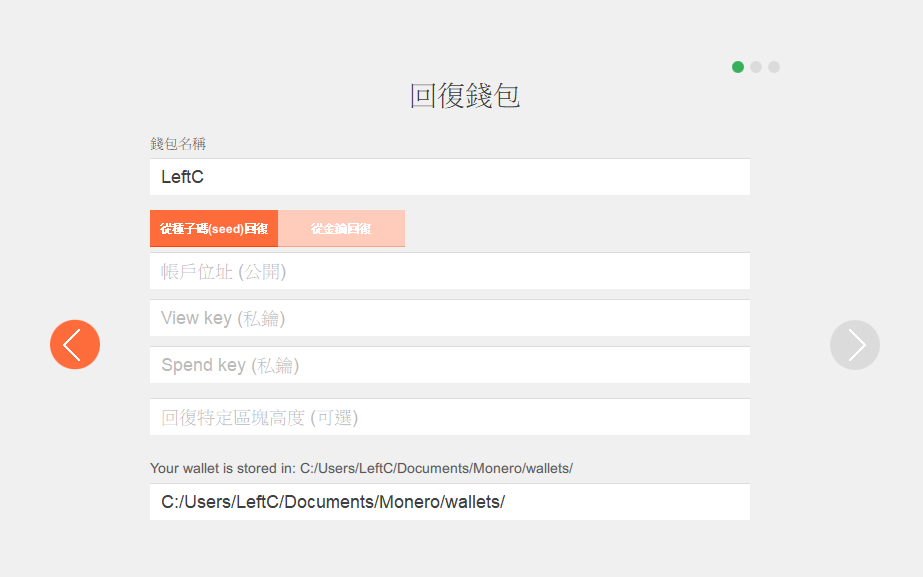 回復錢包
錢包名稱
LeftC
從種子碼(seed)回復
從金鑰回復
帳戶位址 (公開)
View key (私鑰)
Spend key (私鑰)
回復特定區塊高度 (可選)
Your wallet is stored in: C:/Users/LeftC/Documents/Monero/wallets/
C:/Users/LeftC/Documents/Monero/wallets/